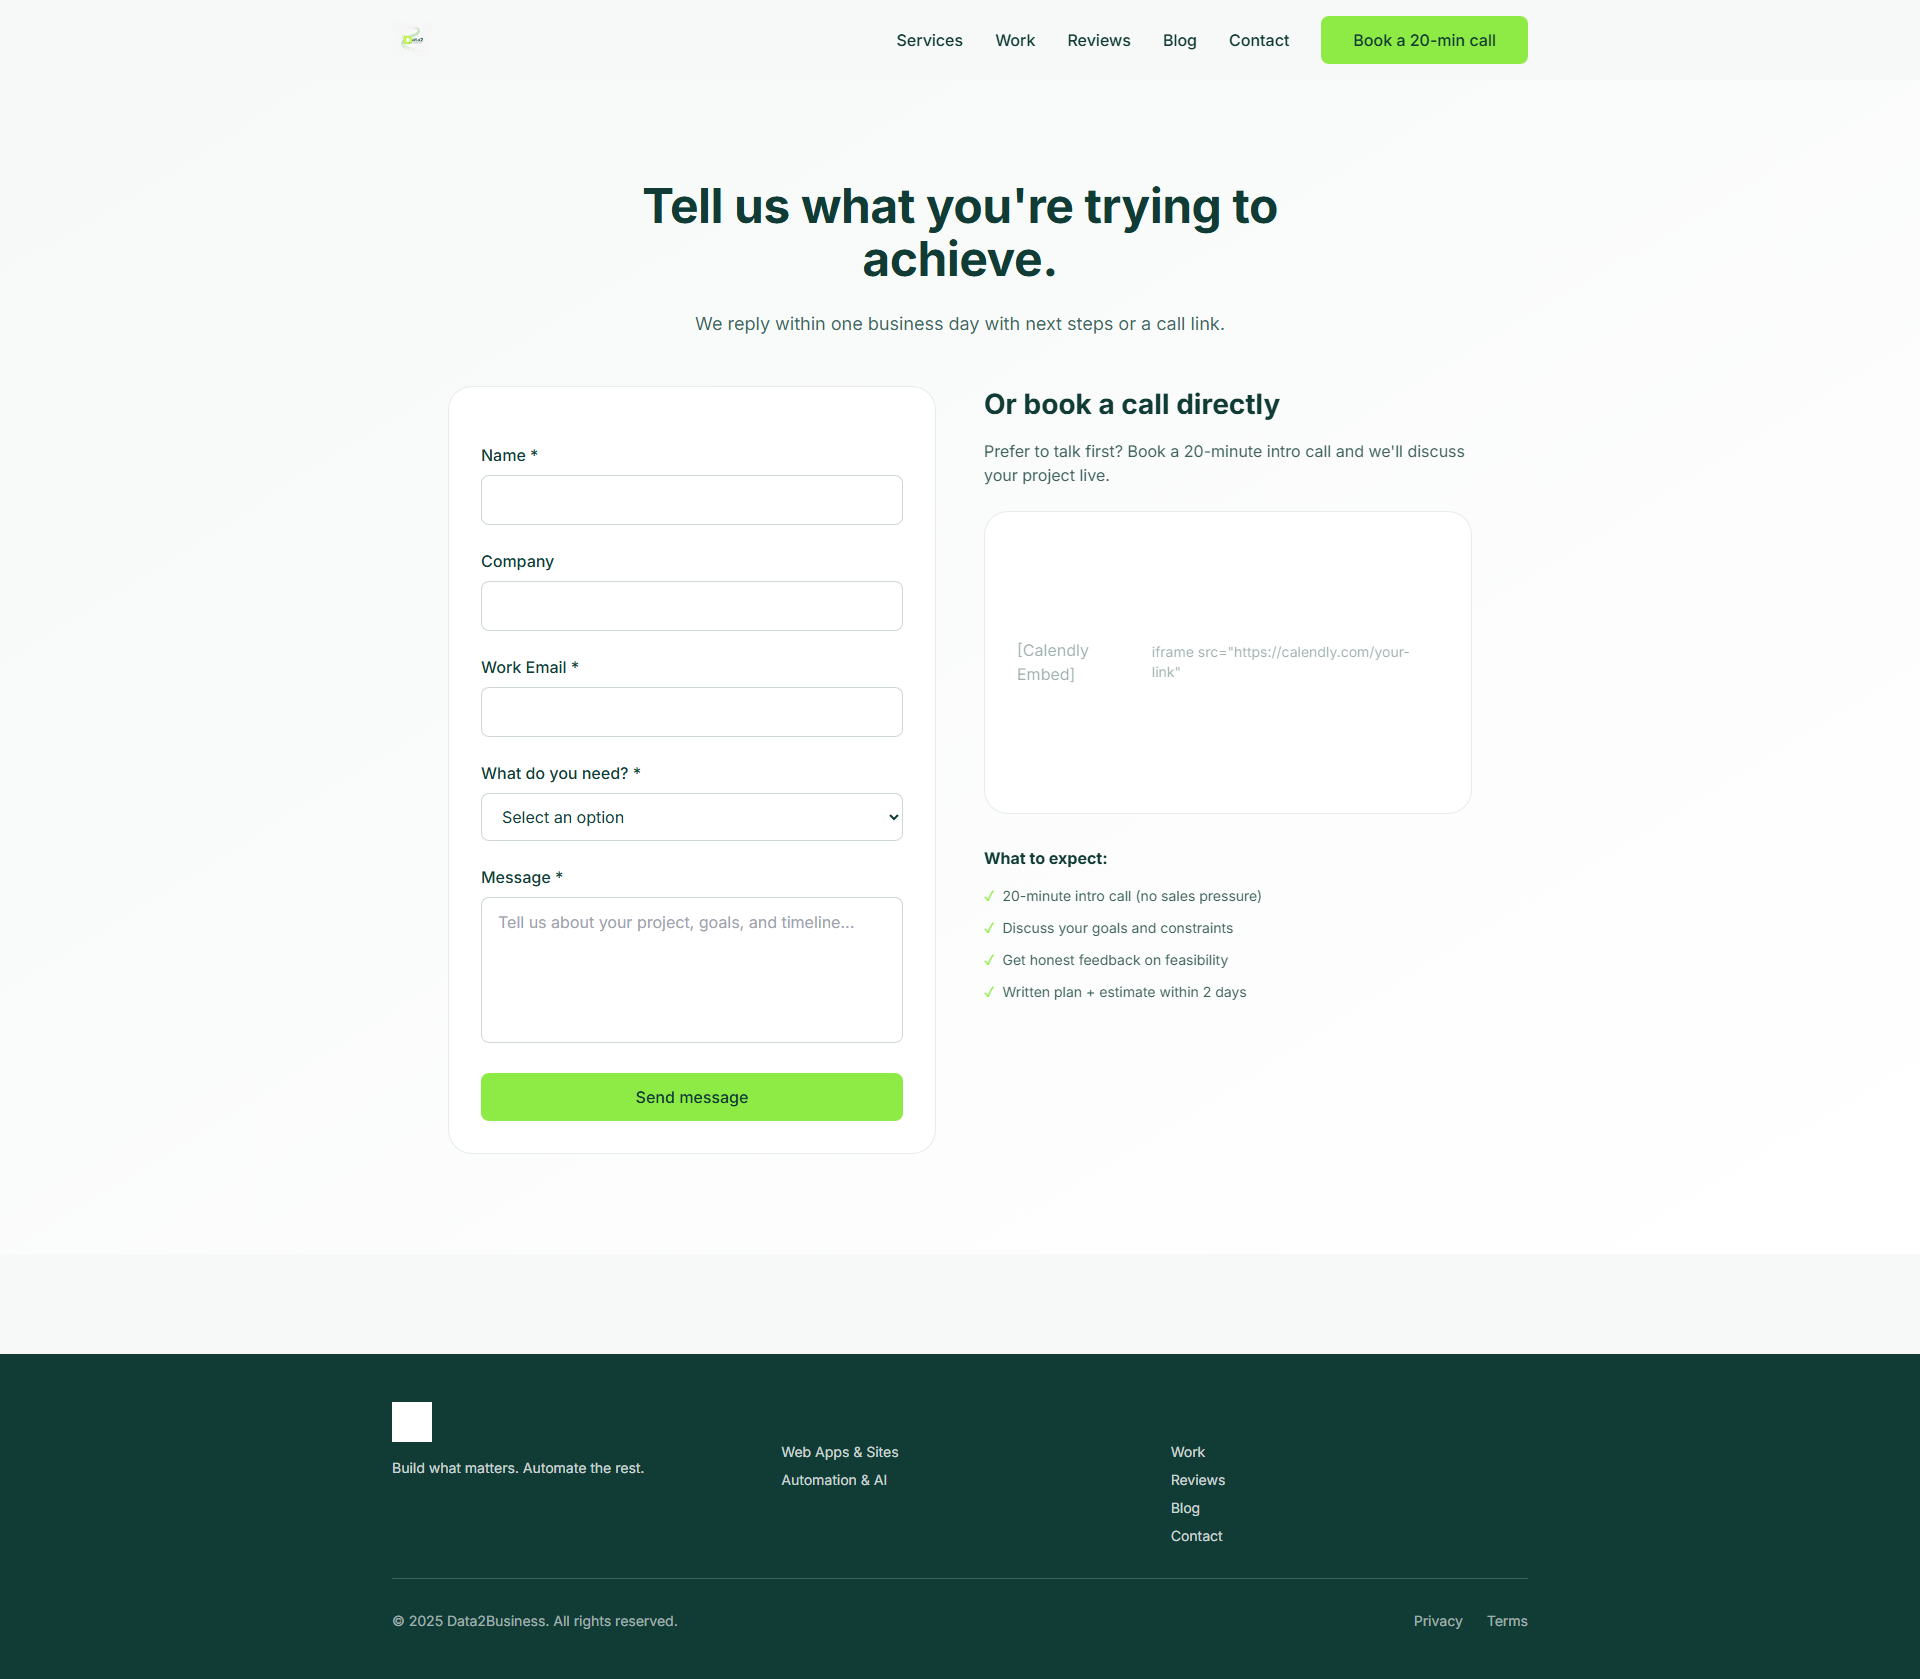 Services
Work
Reviews
Blog
Contact
Book a 20-min call
Tell us what you're trying to
achieve.
We reply within one business day with next steps or a call link.
Name *
Company
Work Email *
What do you need? *
Select an option
Message *
Tell us about your project, goals, and timeline...
Send message
Or book a call directly
Prefer to talk first? Book a 20-minute intro call and we'll discuss
your project live.
[Calendly
Embed]
iframe src="https://calendly.com/your-
link"
What to expect:
✓ 20-minute intro call (no sales pressure)
✓ Discuss your goals and constraints
✓ Get honest feedback on feasibility
✓ Written plan + estimate within 2 days
Build what matters. Automate the rest.
Web Apps & Sites
Automation & AI
Work
Reviews
Blog
Contact
© 2025 Data2Business. All rights reserved.
Privacy
Terms